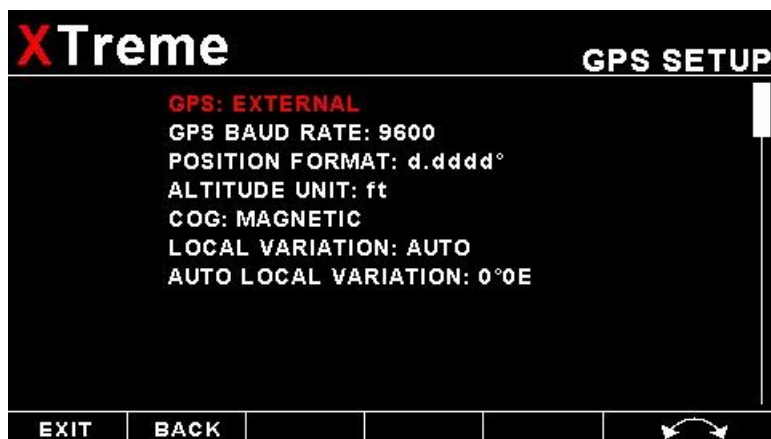 XTreme
GPS SETUP
GPS: EXTERNAL
GPS BAUD RATE: 9600
POSITION FORMAT: d.dddd°
ALTITUDE UNIT: ft
COG: MAGNETIC
LOCAL VARIATION: AUTO
AUTO LOCAL VARIATION: 0°0E
EXIT BACK